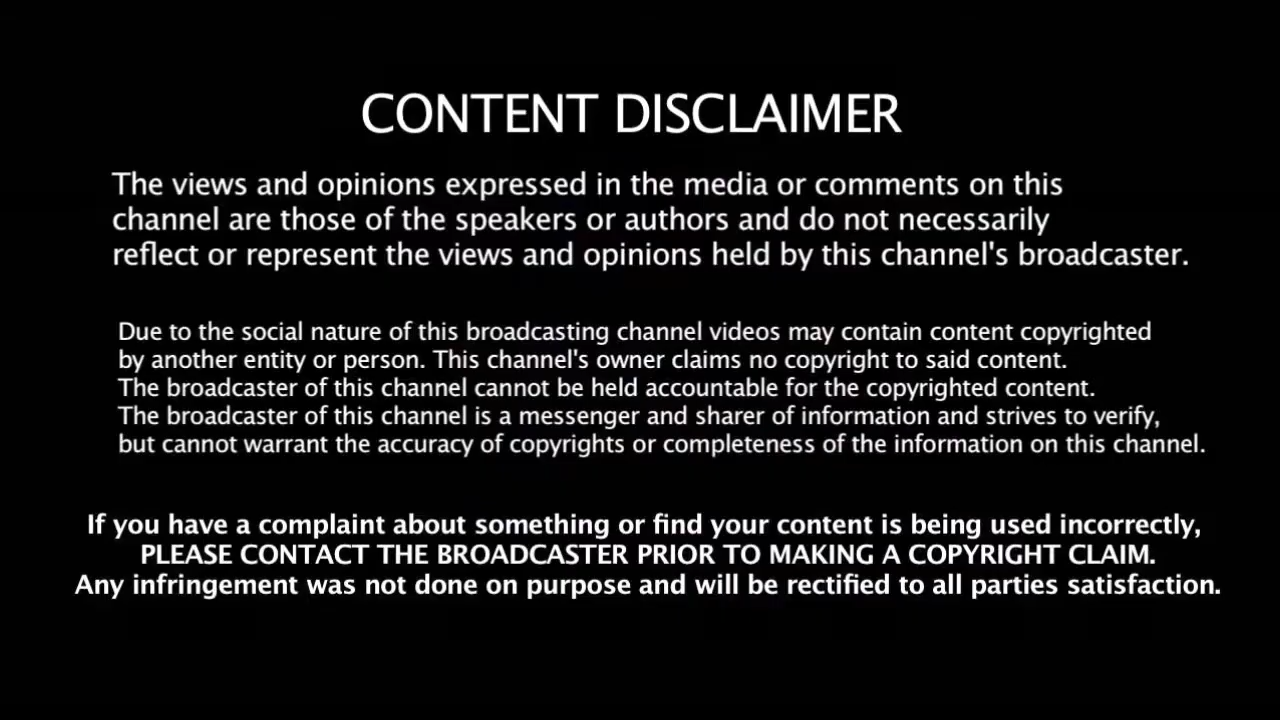 CONTENT DISCLAIMER
The views and opinions expressed in the media or comments on this
channel are those of the speakers or authors and do not necessarily
reflect or represent the views and opinions held by this channel's broadcaster.
Due to the social nature of this broadcasting channel videos may contain content copyrighted
by another entity or person. This channel's owner claims no copyright to said content.
The broadcaster of this channel cannot be held accountable for the copyrighted content.
The broadcaster of this channel is a messenger and sharer of information and strives to verify,
but cannot warrant the accuracy of copyrights or completeness of the information on this channel.
If you have a complaint about something or find your content is being used incorrectly,
PLEASE CONTACT THE BROADCASTER PRIOR TO MAKING A COPYRIGHT CLAIM.
Any infringement was not done on purpose and will be rectified to all parties satisfaction.